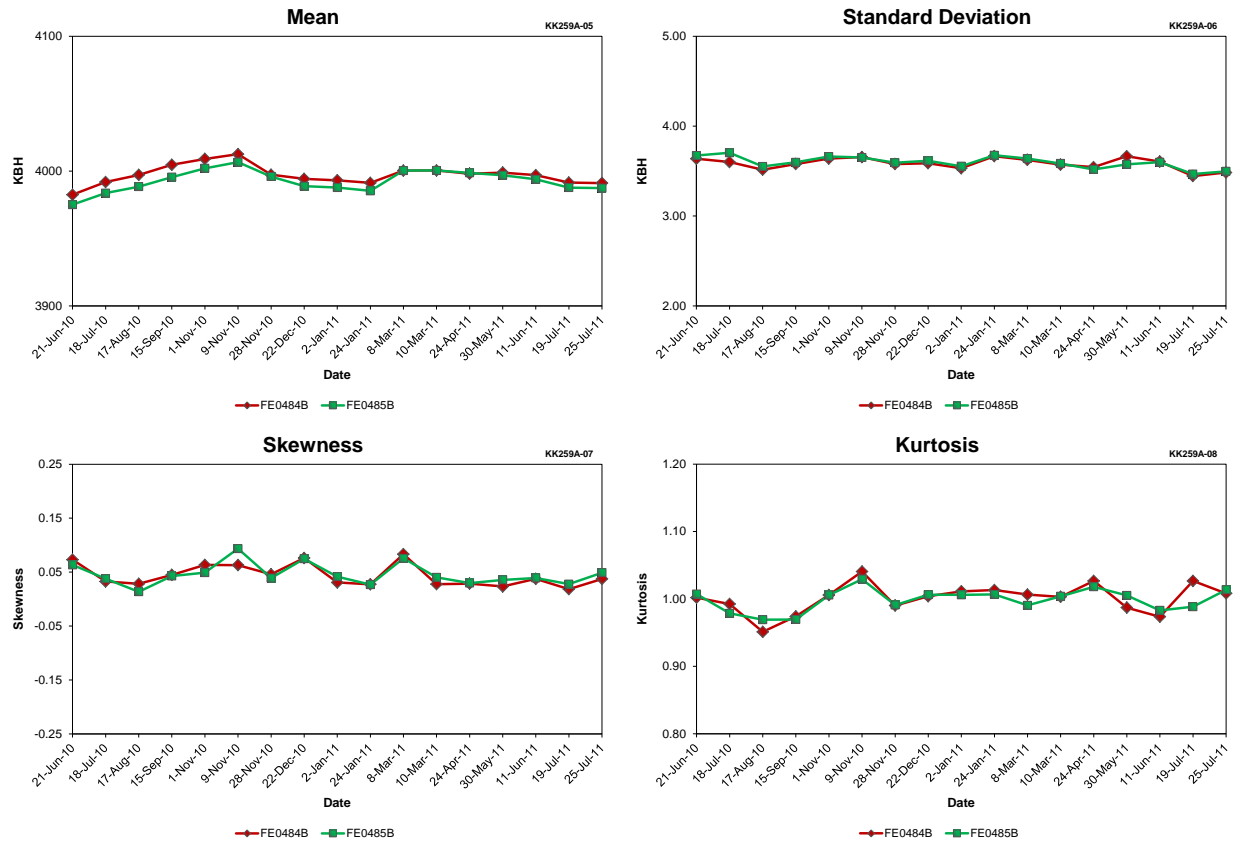 Mean
KK259A-05
4100
4000
3900
KBH
21-Jun-10
18-Jul-10
17-Aug-10
15-Sep-10
1-Nov-10
9-Nov-10
28-Nov-10
22-Dec-10
2-Jan-11
24-Jan-11
8-Mar-11
10-Mar-11
24-Apr-11
30-May-11
11-Jun-11
19-Jul-11
25-Jul-11
Date
FE0484B FE0485B
Standard Deviation
KK259A-06
5.00
4.00
3.00
2.00
KBH
21-Jun-10
18-Jul-10
17-Aug-10
15-Sep-10
1-Nov-10
9-Nov-10
28-Nov-10
22-Dec-10
2-Jan-11
24-Jan-11
8-Mar-11
10-Mar-11
24-Apr-11
30-May-11
11-Jun-11
19-Jul-11
25-Jul-11
Date
FE0484B FE0485B
Skewness
KK259A-07
0.25
0.15
0.05
-0.05
-0.15
-0.25
Skewness
21-Jun-10
18-Jul-10
17-Aug-10
15-Sep-10
1-Nov-10
9-Nov-10
28-Nov-10
22-Dec-10
2-Jan-11
24-Jan-11
8-Mar-11
10-Mar-11
24-Apr-11
30-May-11
11-Jun-11
19-Jul-11
25-Jul-11
Date
FE0484B FE0485B
Kurtosis
KK259A-08
1.20
1.10
1.00
0.90
0.80
Kurtosis
21-Jun-10
18-Jul-10
17-Aug-10
15-Sep-10
1-Nov-10
9-Nov-10
28-Nov-10
22-Dec-10
2-Jan-11
24-Jan-11
8-Mar-11
10-Mar-11
24-Apr-11
30-May-11
11-Jun-11
19-Jul-11
25-Jul-11
Date
FE0484B FE0485B